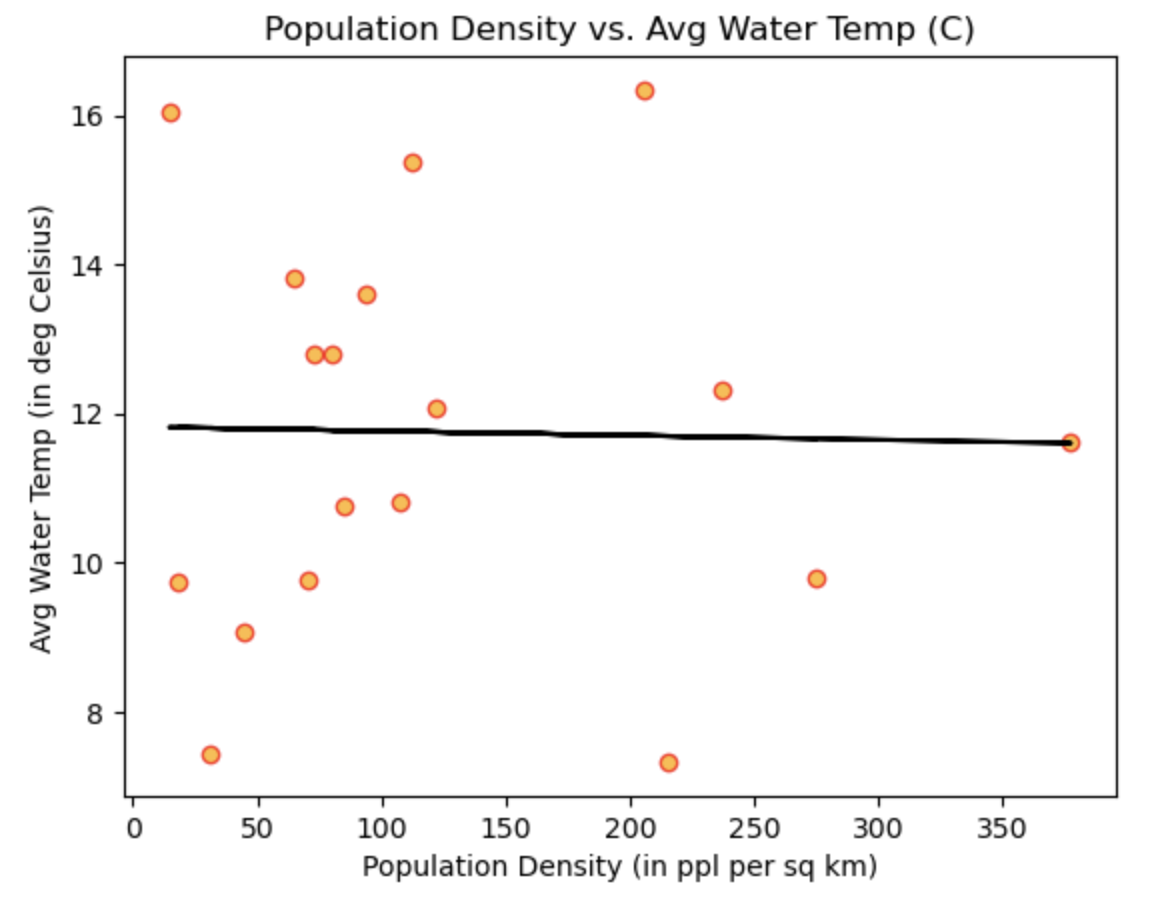 Population Density vs. Avg Water Temp (C)
Avg Water Temp (in deg Celsius)
16
14
12
10
8
0 50 100 150 200 250 300 350
Population Density (in ppl per sq km)